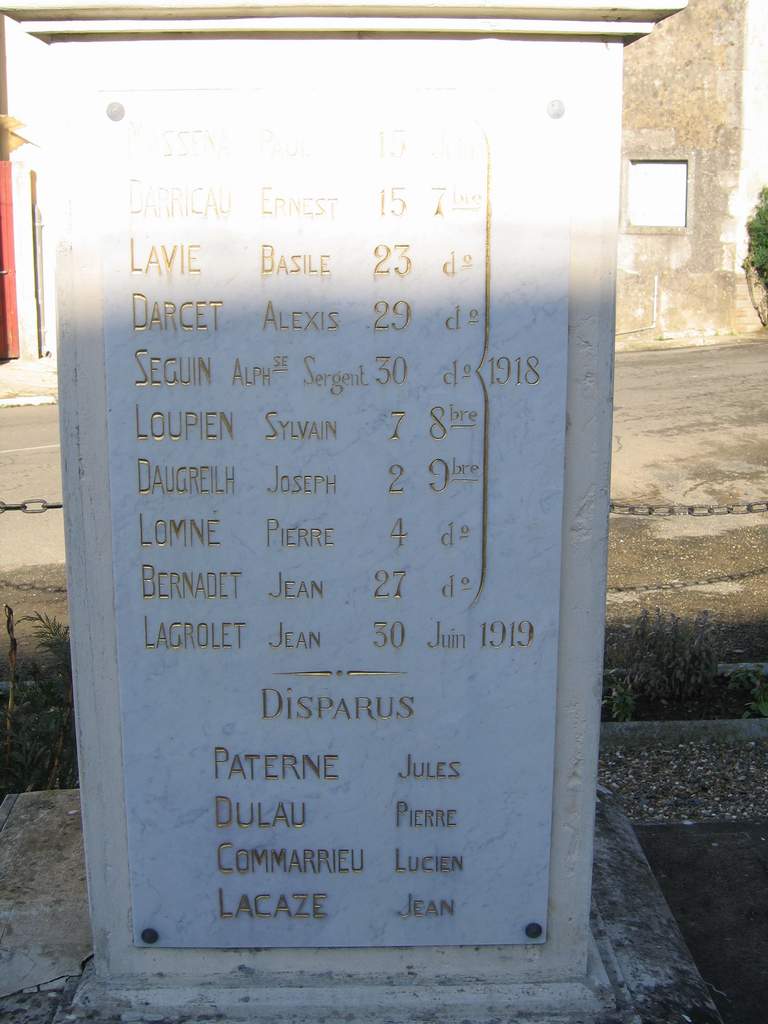 MASSENA PAUL 15
DARRICAU ERNEST 15 7bre
LAVIE BASILE 23 do
DARCET ALEXIS 29 do
SEGUIN ALPHSE Sergent 30 do 1918
LOUPIEN SYLVAIN 7 8bre
DAUGREILH JOSEPH 2 9bre
LOMNÉ PIERRE 4 do
BERNADET JEAN 27 do
LAGROLET JEAN 30 Juin 1919
DISPARUS
PATERNE JULES
DULAU PIERRE
COMMARRIEU LUCIEN
LACAZE JEAN